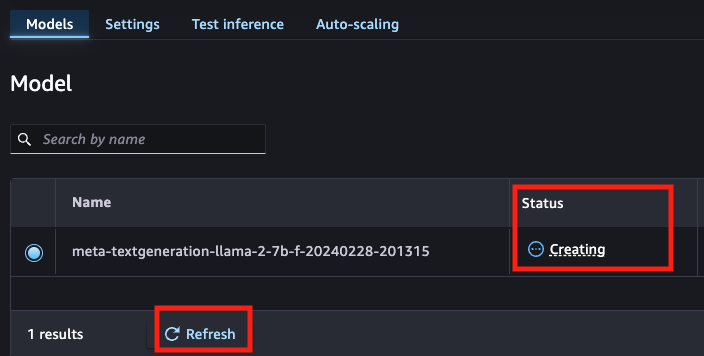 Models Settings Test inference Auto-scaling
Model
Search by name
Name Status
meta-textgeneration-llama-2-7b-f-20240228-201315 Creating
1 results Refresh